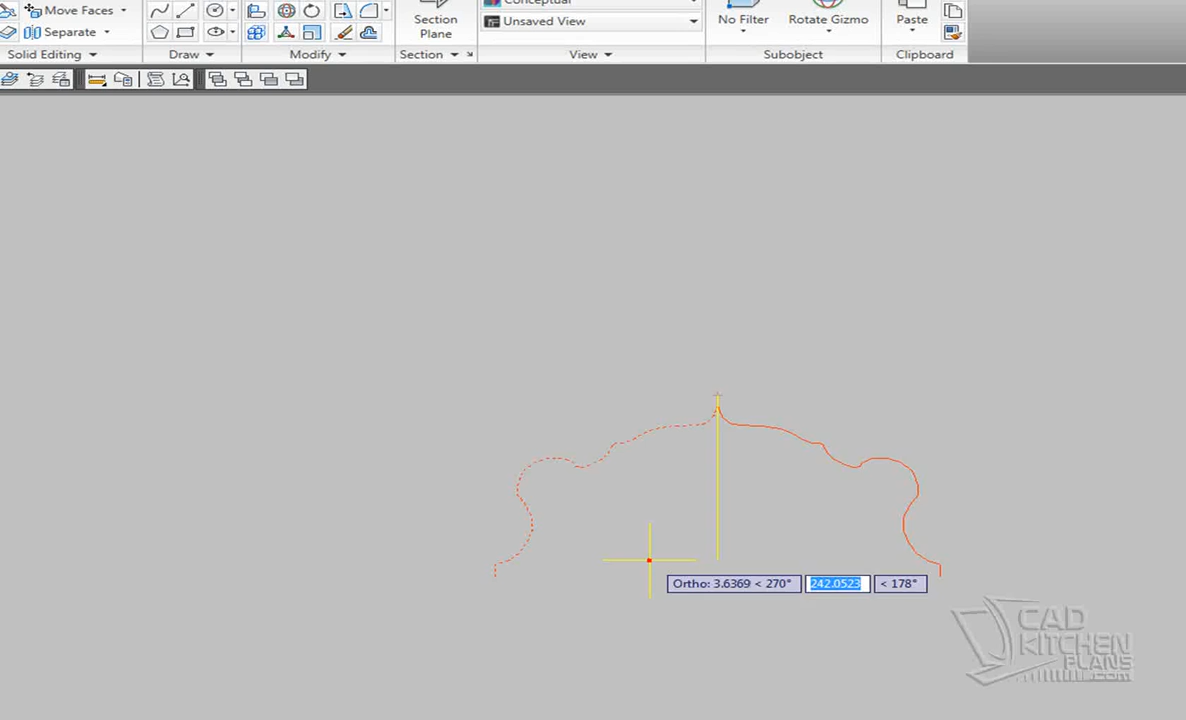 Conceptual
Move Faces
Separate
Section
Plane
Unsaved View
No Filter
Rotate Gizmo
Paste
Solid Editing
Draw
Modify
Section
View
Subobject
Clipboard
Ortho: 3.6369 < 270°
242.0523
< 178°
CAD
KITCHEN
PLANS
.COM